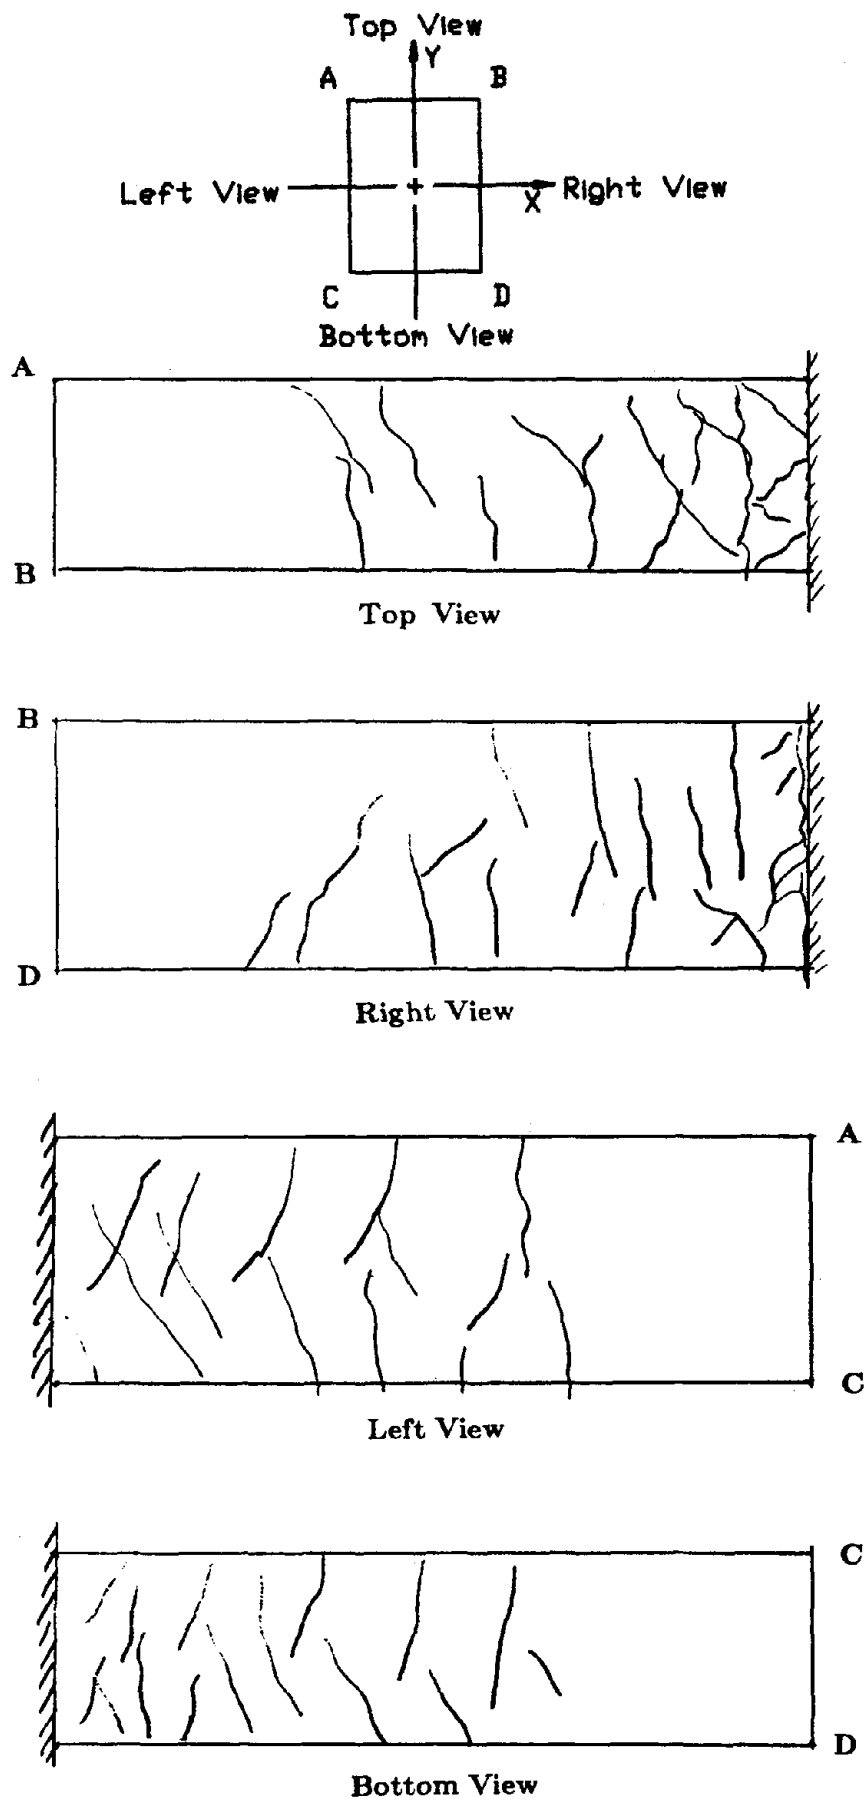 Top View
Y
A B
Left View X Right View
C D
Bottom View
A
B
Top View
B
D
Right View
A
C
Left View
C
D
Bottom View